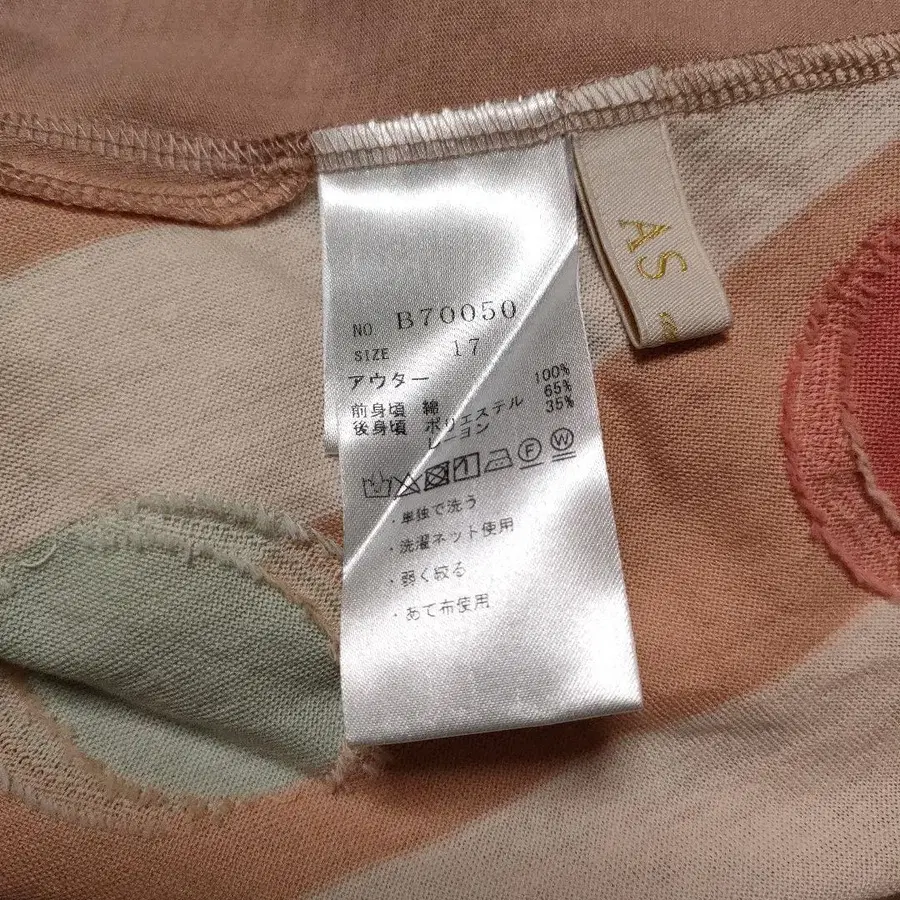 NO B70050
SIZE 17
アウター
前身頃 綿 100%
後身頃 ポリエステル 65%
レーヨン 35%
F W
・単独で洗う
・洗濯ネット使用
・弱く絞る
・あて布使用
AS